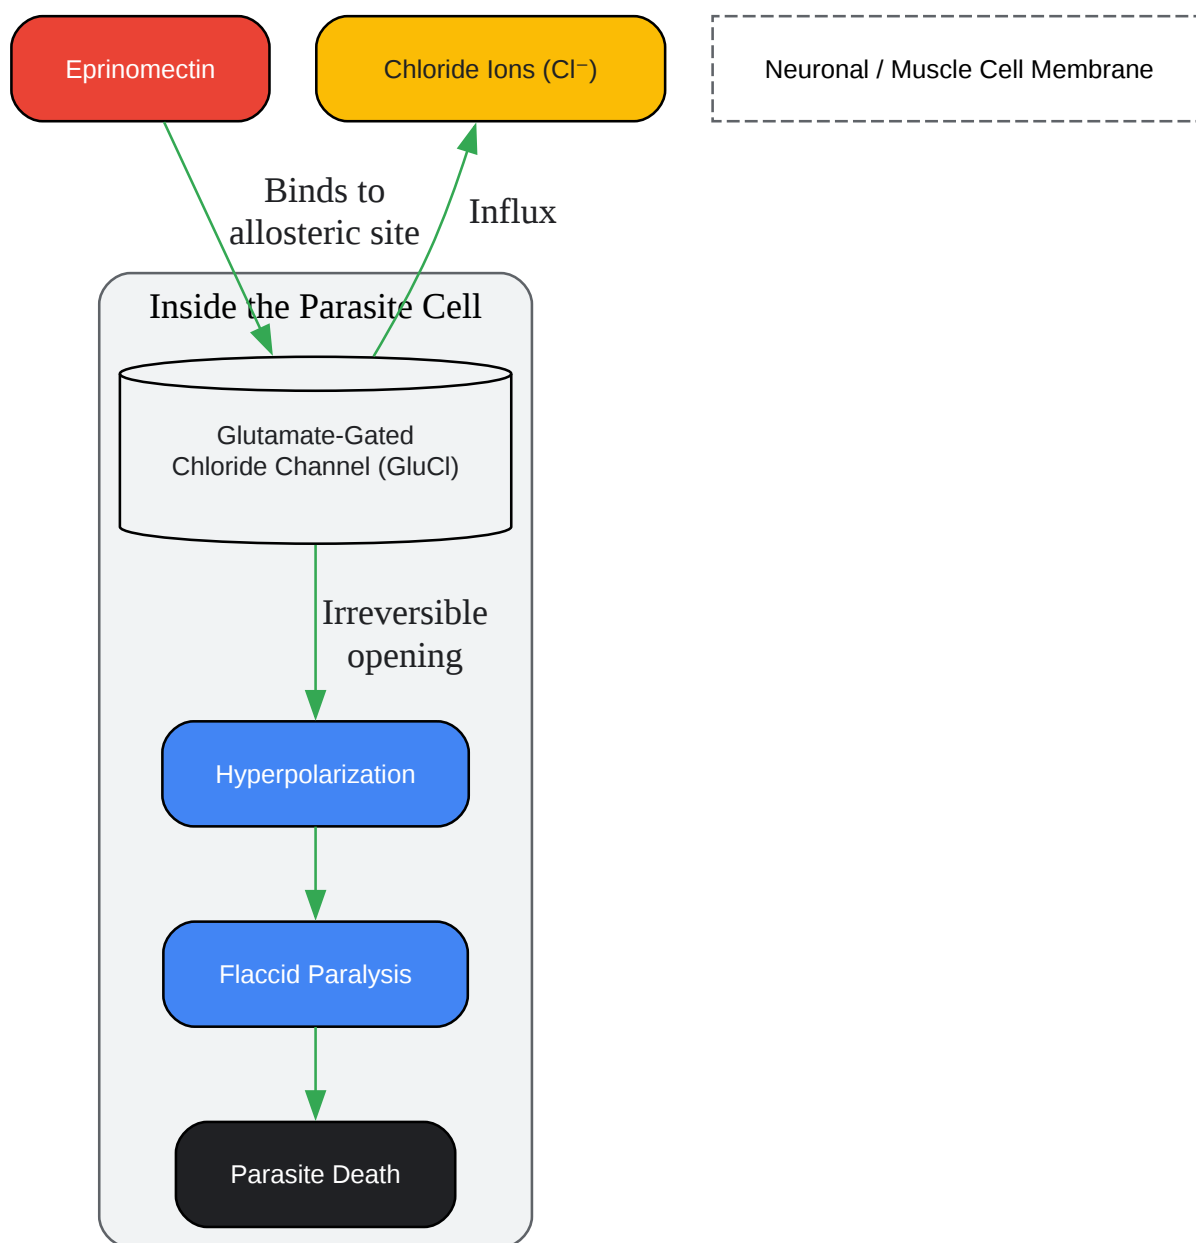 Eprinomectin
Chloride Ions (Cl⁻)
Neuronal / Muscle Cell Membrane
Binds to
allosteric site
Influx
Inside the Parasite Cell
Glutamate-Gated
Chloride Channel (GluCl)
Irreversible
opening
Hyperpolarization
Flaccid Paralysis
Parasite Death